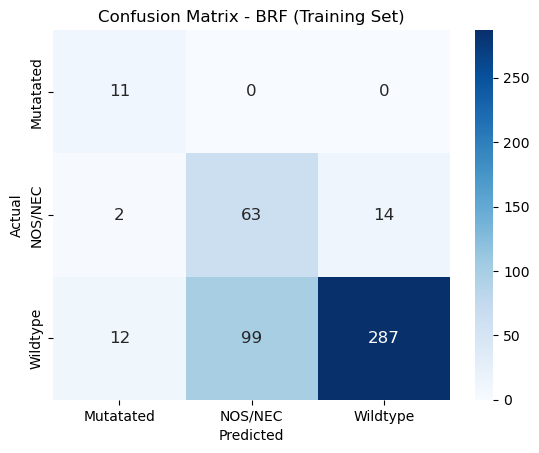 Confusion Matrix - BRF (Training Set)
Actual
Mutatated
11 0 0
NOS/NEC
2 63 14
Wildtype
12 99 287
Mutatated NOS/NEC Wildtype
Predicted
250
200
150
100
50
0